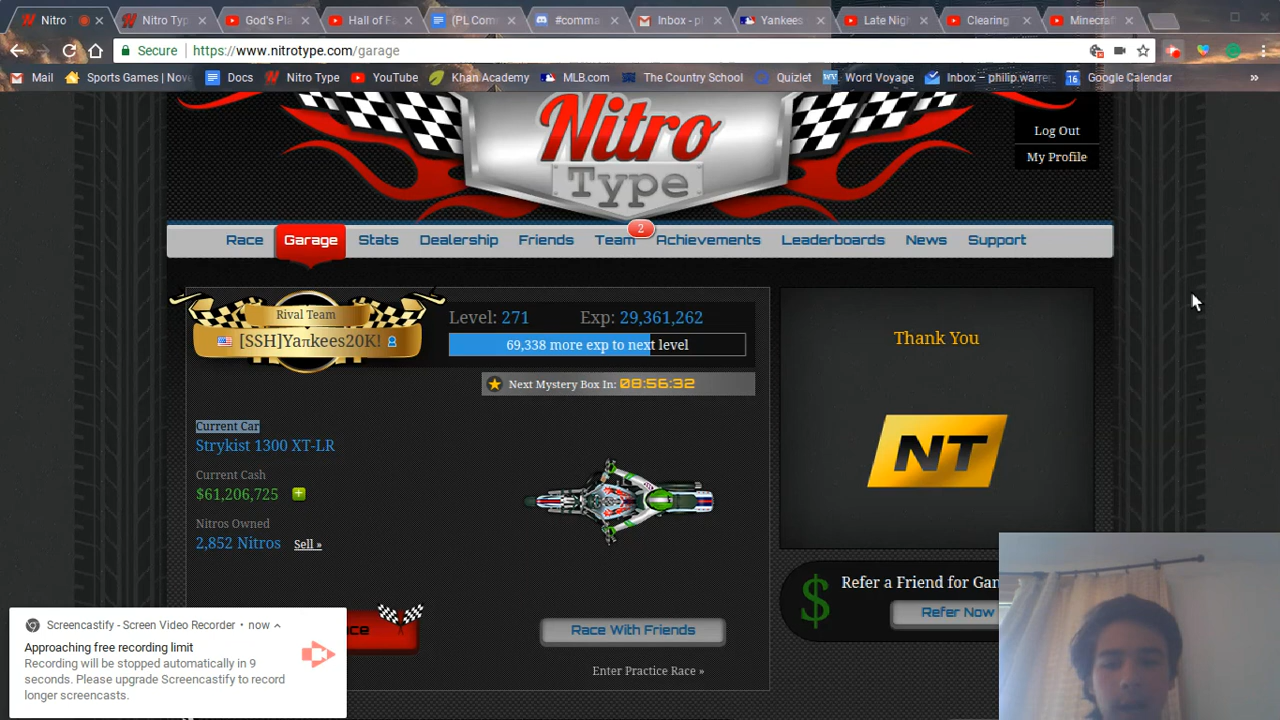 Nitro
Nitro Typ
God's Pla
Hall of Fa
(PL Com
#comma
Inbox - pl
Yankees
Late Nig
Clearing
Minecraf
Secure https://www.nitrotype.com/garage
Mail
Sports Games | Nove
Docs
Nitro Type
YouTube
Khan Academy
MLB.com
The Country School
Quizlet
Word Voyage
Inbox – philip.warrer
Google Calendar
»
Nitro
Type
Log Out
My Profile
Race
Garage
Stats
Dealership
Friends
Team
2
Achievements
Leaderboards
News
Support
Rival Team
[SSH]Yaπkees20K!
Level: 271 Exp: 29,361,262
69,338 more exp to next level
Next Mystery Box In: 08:56:32
Thank You
NT
Current Car
Strykist 1300 XT-LR
Current Cash
$61,206,725
Nitros Owned
2,852 Nitros Sell »
Refer a Friend for Gam
$
Refer Now
Race With Friends
Enter Practice Race »
Screencastify - Screen Video Recorder • now
Approaching free recording limit
Recording will be stopped automatically in 9
seconds. Please upgrade Screencastify to record
longer screencasts.